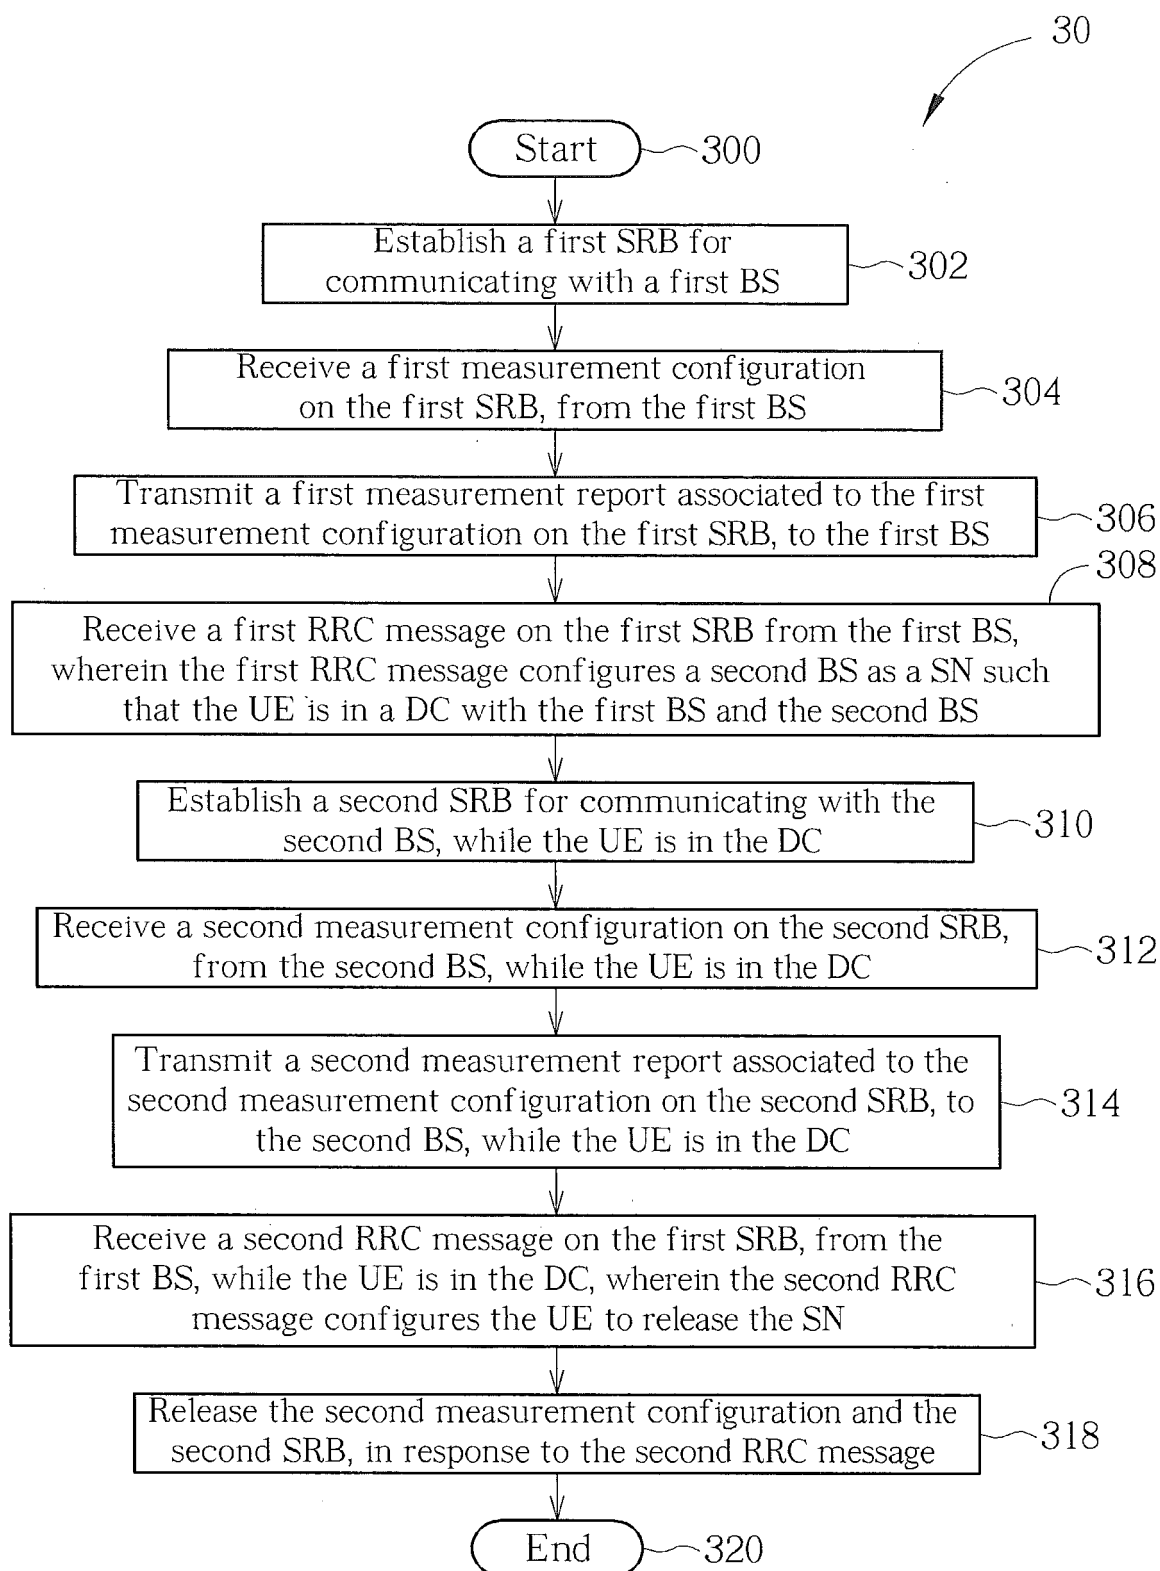 30
Start
300
Establish a first SRB for
communicating with a first BS
302
Receive a first measurement configuration
on the first SRB, from the first BS
304
Transmit a first measurement report associated to the first
measurement configuration on the first SRB, to the first BS
306
308
Receive a first RRC message on the first SRB from the first BS,
wherein the first RRC message configures a second BS as a SN such
that the UE is in a DC with the first BS and the second BS
Establish a second SRB for communicating with the
second BS, while the UE is in the DC
310
Receive a second measurement configuration on the second SRB,
from the second BS, while the UE is in the DC
312
Transmit a second measurement report associated to the
second measurement configuration on the second SRB, to
the second BS, while the UE is in the DC
314
Receive a second RRC message on the first SRB, from the
first BS, while the UE is in the DC, wherein the second RRC
message configures the UE to release the SN
316
Release the second measurement configuration and the
second SRB, in response to the second RRC message
318
End
320